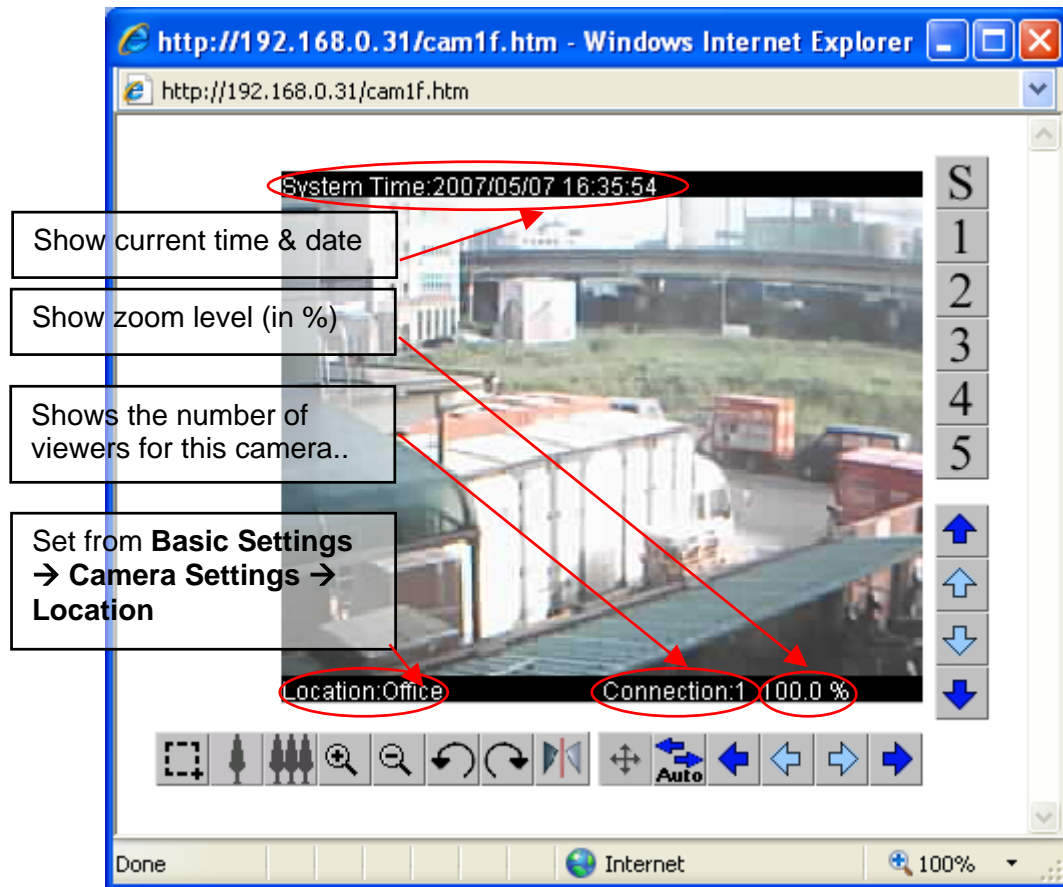 http://192.168.0.31/cam1f.htm - Windows Internet Explorer
http://192.168.0.31/cam1f.htm
System Time:2007/05/07 16:35:54
S
1
2
3
4
5
Show current time & date
Show zoom level (in %)
Shows the number of
viewers for this camera..
Set from Basic Settings
→ Camera Settings →
Location
Location:Office Connection:1 100.0 %
Auto
Done Internet 100%